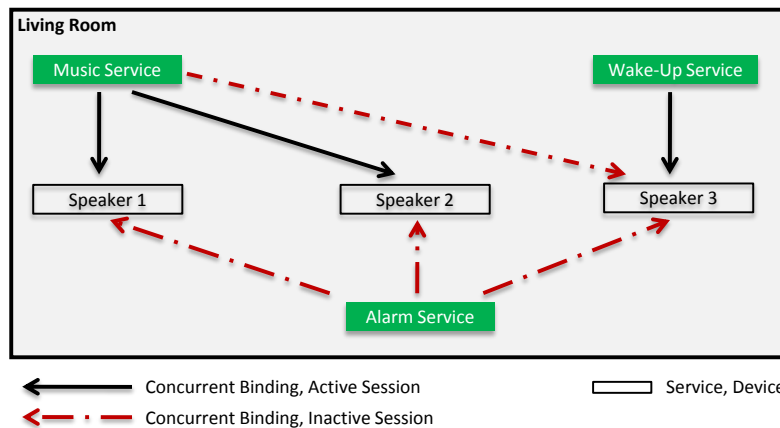 Living Room
Music Service
Wake-Up Service
Speaker 1
Speaker 2
Speaker 3
Alarm Service
Concurrent Binding, Active Session
Service, Device
Concurrent Binding, Inactive Session